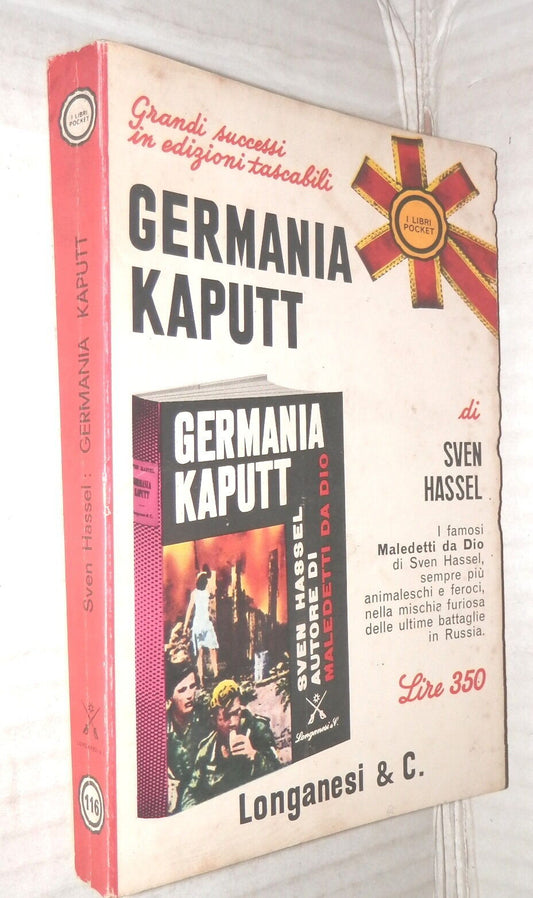 I LIBRI
POCKET
Sven Hassel: GERMANIA KAPUTT
116
Grandi successi
in edizioni tascabili
I LIBRI
POCKET
GERMANIA
KAPUTT
di
SVEN
HASSEL
I famosi
Maledetti da Dio
di Sven Hassel,
sempre più
animaleschi e feroci,
nella mischia furiosa
delle ultime battaglie
in Russia.
Lire 350
GERMANIA
KAPUTT
SVEN HASSEL
AUTORE DI
MALEDETTI DA DIO
GERMANIA
KAPUTT
Longanesi & C.